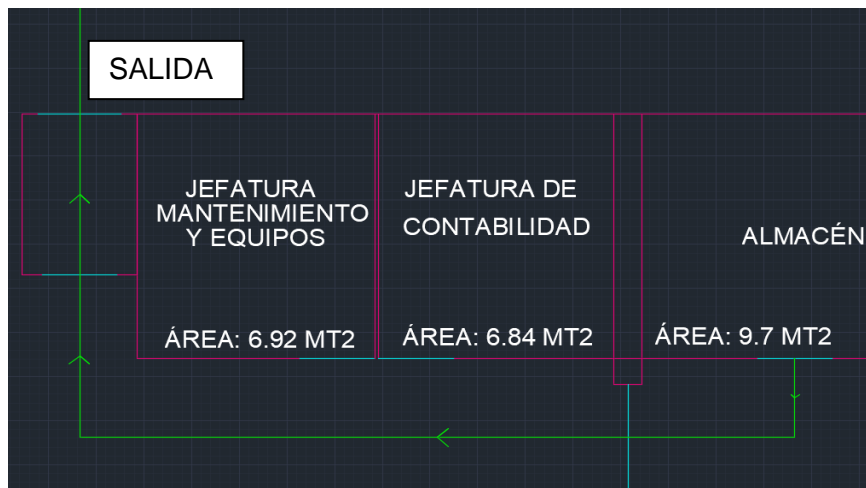 SALIDA
JEFATURA
MANTENIMIENTO
Y EQUIPOS
ÁREA: 6.92 MT2
JEFATURA DE
CONTABILIDAD
ÁREA: 6.84 MT2
ALMACÉN
ÁREA: 9.7 MT2